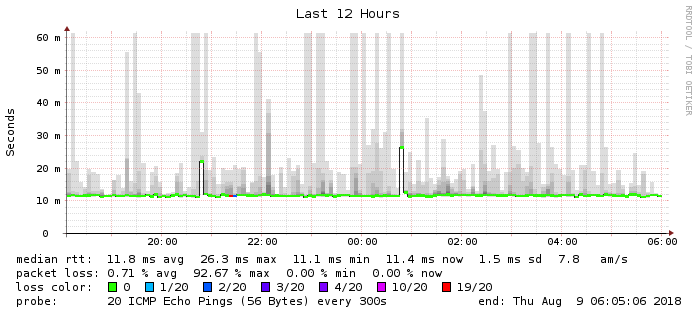 Last 12 Hours
RRDTOOL / TOBI OETIKER
Seconds
60 m
50 m
40 m
30 m
20 m
10 m
0
20:00 22:00 00:00 02:00 04:00 06:00
median rtt: 11.8 ms avg 26.3 ms max 11.1 ms min 11.4 ms now 1.5 ms sd 7.8 am/s
packet loss: 0.71 % avg 92.67 % max 0.00 % min 0.00 % now
loss color: 0 1/20 2/20 3/20 4/20 10/20 19/20
probe: 20 ICMP Echo Pings (56 Bytes) every 300s end: Thu Aug 9 06:05:06 2018